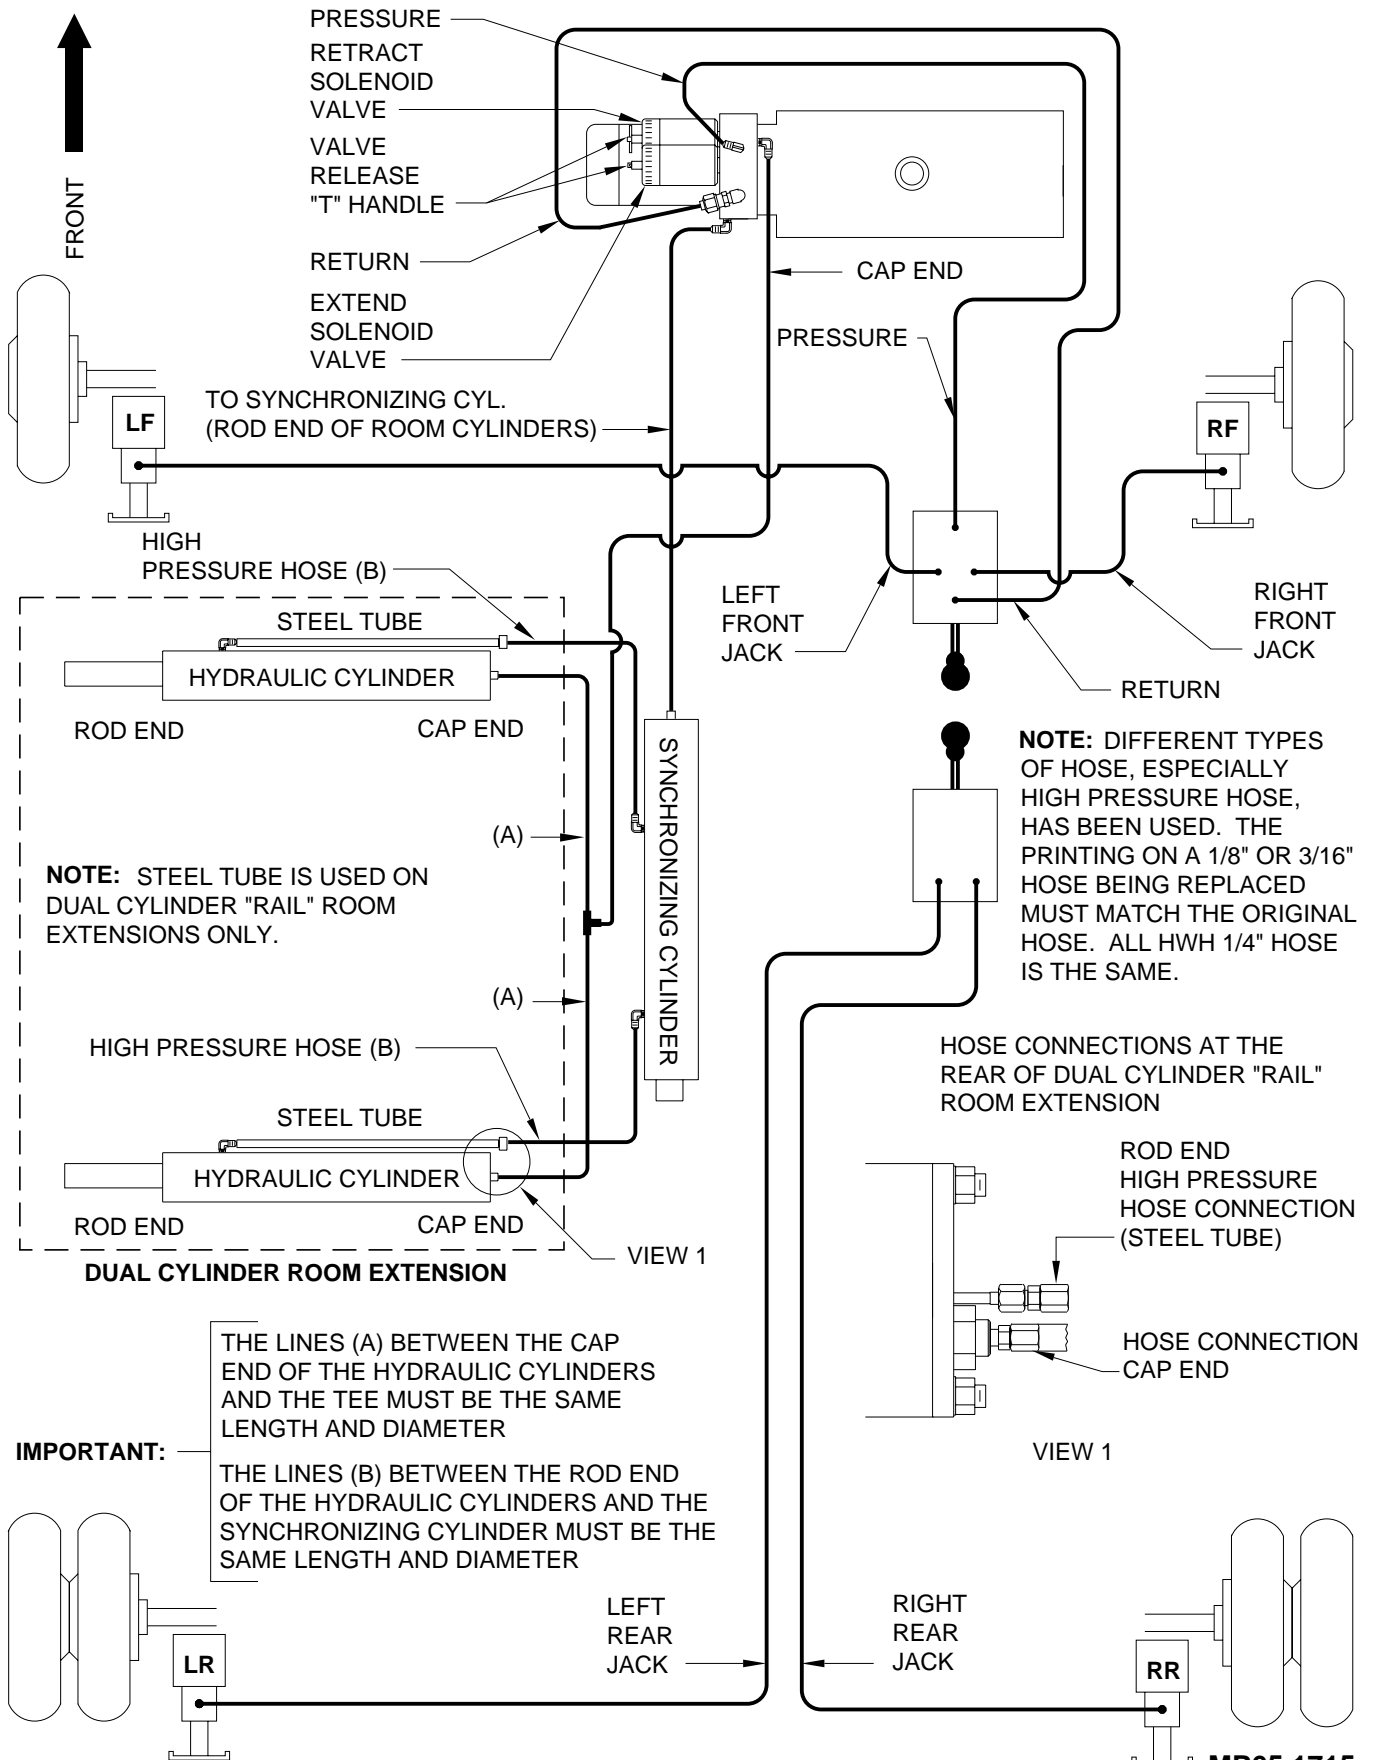 PRESSURE
RETRACT
SOLENOID
VALVE
VALVE
RELEASE
"T" HANDLE
RETURN
EXTEND
SOLENOID
VALVE
FRONT
CAP END
PRESSURE
TO SYNCHRONIZING CYL.
(ROD END OF ROOM CYLINDERS)
LF
RF
HIGH
PRESSURE HOSE (B)
STEEL TUBE
HYDRAULIC CYLINDER
ROD END
CAP END
LEFT
FRONT
JACK
RIGHT
FRONT
JACK
RETURN
SYNCHRONIZING CYLINDER
(A)
NOTE: STEEL TUBE IS USED ON
DUAL CYLINDER "RAIL" ROOM
EXTENSIONS ONLY.
(A)
NOTE: DIFFERENT TYPES
OF HOSE, ESPECIALLY
HIGH PRESSURE HOSE,
HAS BEEN USED. THE
PRINTING ON A 1/8" OR 3/16"
HOSE BEING REPLACED
MUST MATCH THE ORIGINAL
HOSE. ALL HWH 1/4" HOSE
IS THE SAME.
HIGH PRESSURE HOSE (B)
STEEL TUBE
HYDRAULIC CYLINDER
ROD END
CAP END
VIEW 1
DUAL CYLINDER ROOM EXTENSION
HOSE CONNECTIONS AT THE
REAR OF DUAL CYLINDER "RAIL"
ROOM EXTENSION
ROD END
HIGH PRESSURE
HOSE CONNECTION
(STEEL TUBE)
HOSE CONNECTION
CAP END
VIEW 1
IMPORTANT:
THE LINES (A) BETWEEN THE CAP
END OF THE HYDRAULIC CYLINDERS
AND THE TEE MUST BE THE SAME
LENGTH AND DIAMETER
THE LINES (B) BETWEEN THE ROD END
OF THE HYDRAULIC CYLINDERS AND THE
SYNCHRONIZING CYLINDER MUST BE THE
SAME LENGTH AND DIAMETER
LEFT
REAR
JACK
RIGHT
REAR
JACK
LR
RR